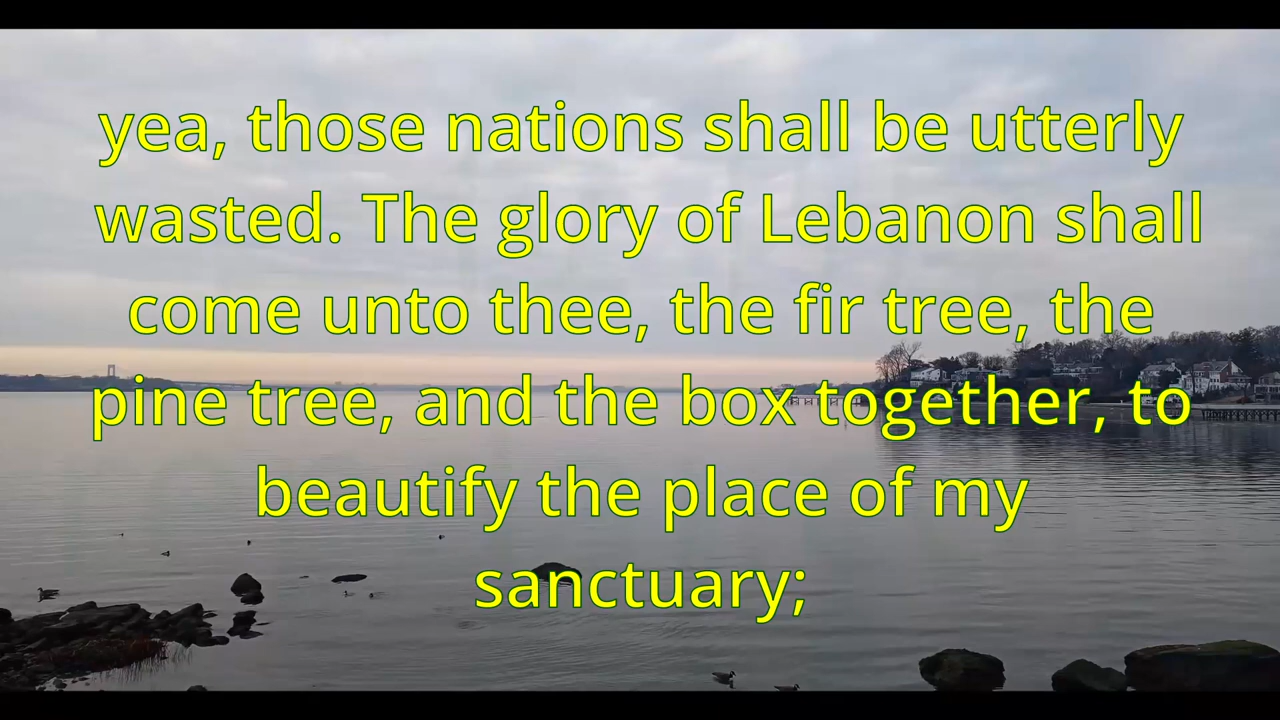 yea, those nations shall be utterly
wasted. The glory of Lebanon shall
come unto thee, the fir tree, the
pine tree, and the box together, to
beautify the place of my
sanctuary;